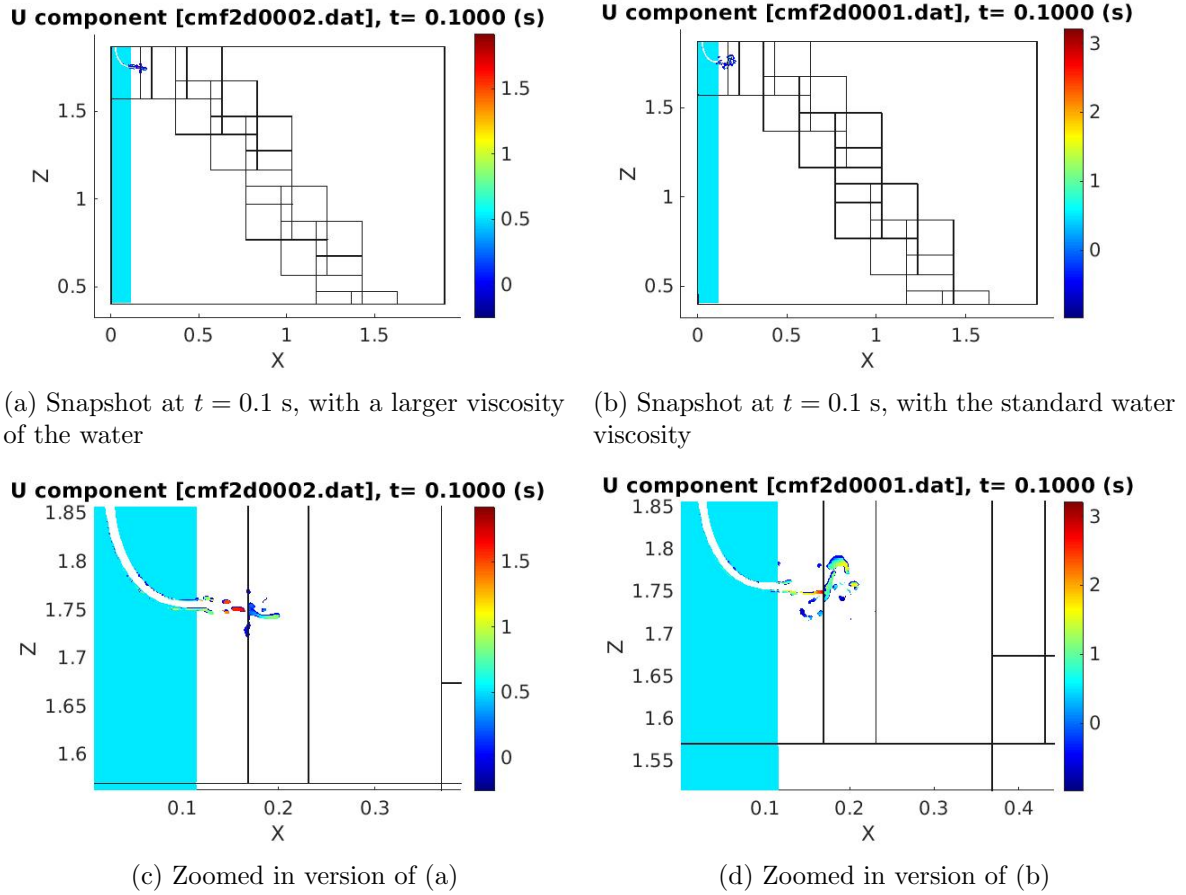 U component [cmf2d0002.dat], t= 0.1000 (s)
1.5
1
0.5
Z
0
0.5
1
1.5
X
1.5
1
0.5
0
U component [cmf2d0001.dat], t= 0.1000 (s)
1.5
1
0.5
Z
0
0.5
1
1.5
X
3
2
1
0
(a) Snapshot at t = 0.1 s, with a larger viscosity
of the water
(b) Snapshot at t = 0.1 s, with the standard water
viscosity
U component [cmf2d0002.dat], t= 0.1000 (s)
1.85
1.8
1.75
1.7
1.65
1.6
Z
0.1
0.2
0.3
X
1.5
1
0.5
0
U component [cmf2d0001.dat], t= 0.1000 (s)
1.85
1.8
1.75
1.7
1.65
1.6
1.55
Z
0.1
0.2
0.3
0.4
X
3
2
1
0
(c) Zoomed in version of (a)
(d) Zoomed in version of (b)